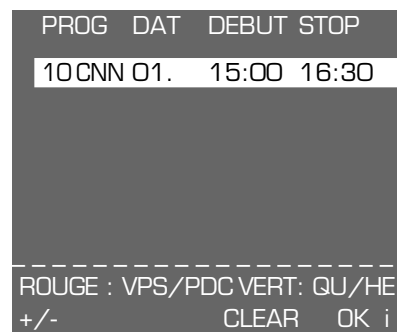 PROG DAT DEBUT STOP
10 CNN 01. 15:00 16:30
ROUGE : VPS/PDC VERT: QU/HE
+/- CLEAR OK i